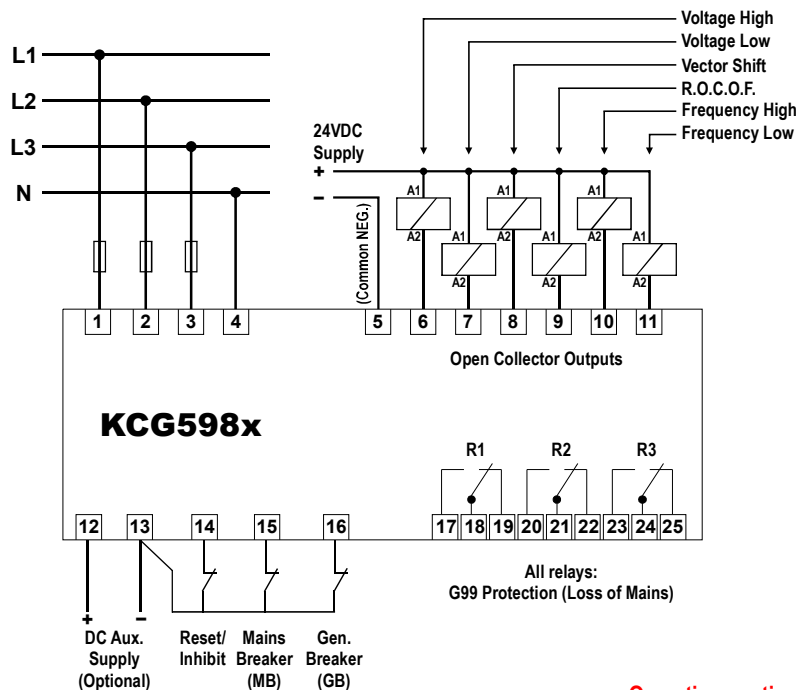 Voltage High
Voltage Low
Vector Shift
R.O.C.O.F.
Frequency High
Frequency Low
L1
L2
L3
N
24VDC
Supply
+
–
(Common NEG.)
A1 A1 A1
A2 A1 A2 A1 A2 A1
A2 A2 A2
1 2 3 4 5 6 7 8 9 10 11
Open Collector Outputs
KCG598x
R1 R2 R3
12 13 14 15 16 17 18 19 20 21 22 23 24 25
All relays:
G99 Protection (Loss of Mains)
+ –
DC Aux.
Supply
(Optional)
Reset/
Inhibit
Mains
Breaker
(MB)
Gen.
Breaker
(GB)